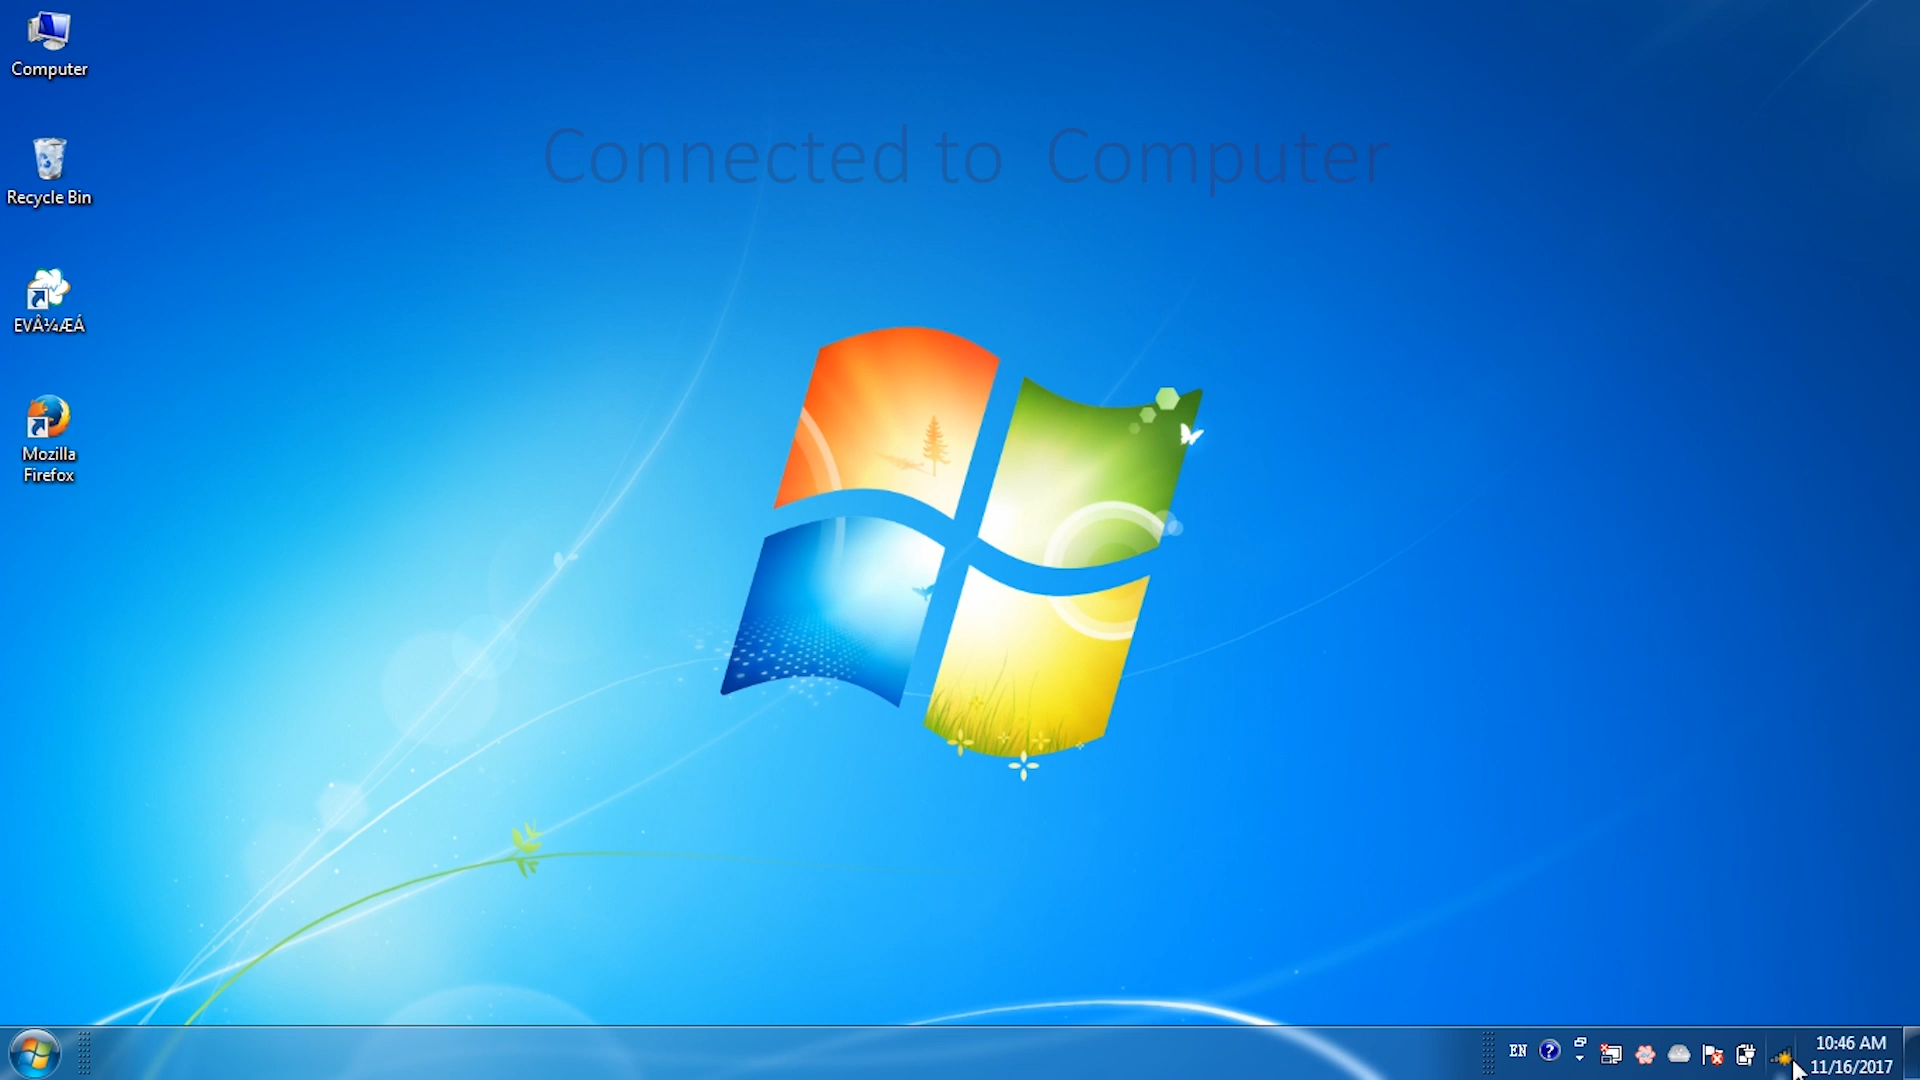 Connected to Computer
Computer
Recycle Bin
EVÂ¼ÆÁ
Mozilla
Firefox
EN
10:46 AM
11/16/2017